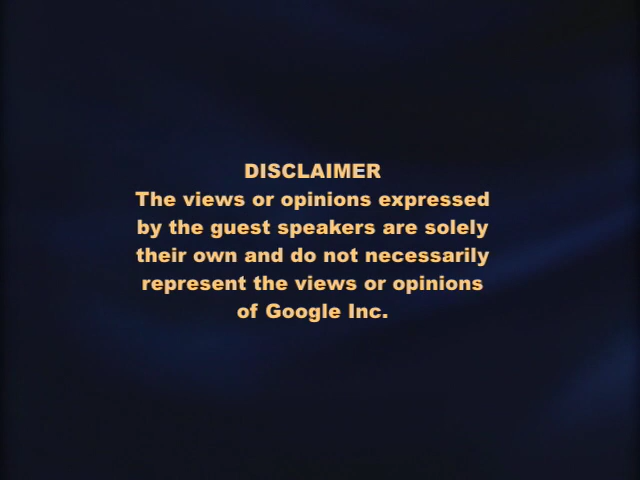 DISCLAIMER
The views or opinions expressed
by the guest speakers are solely
their own and do not necessarily
represent the views or opinions
of Google Inc.